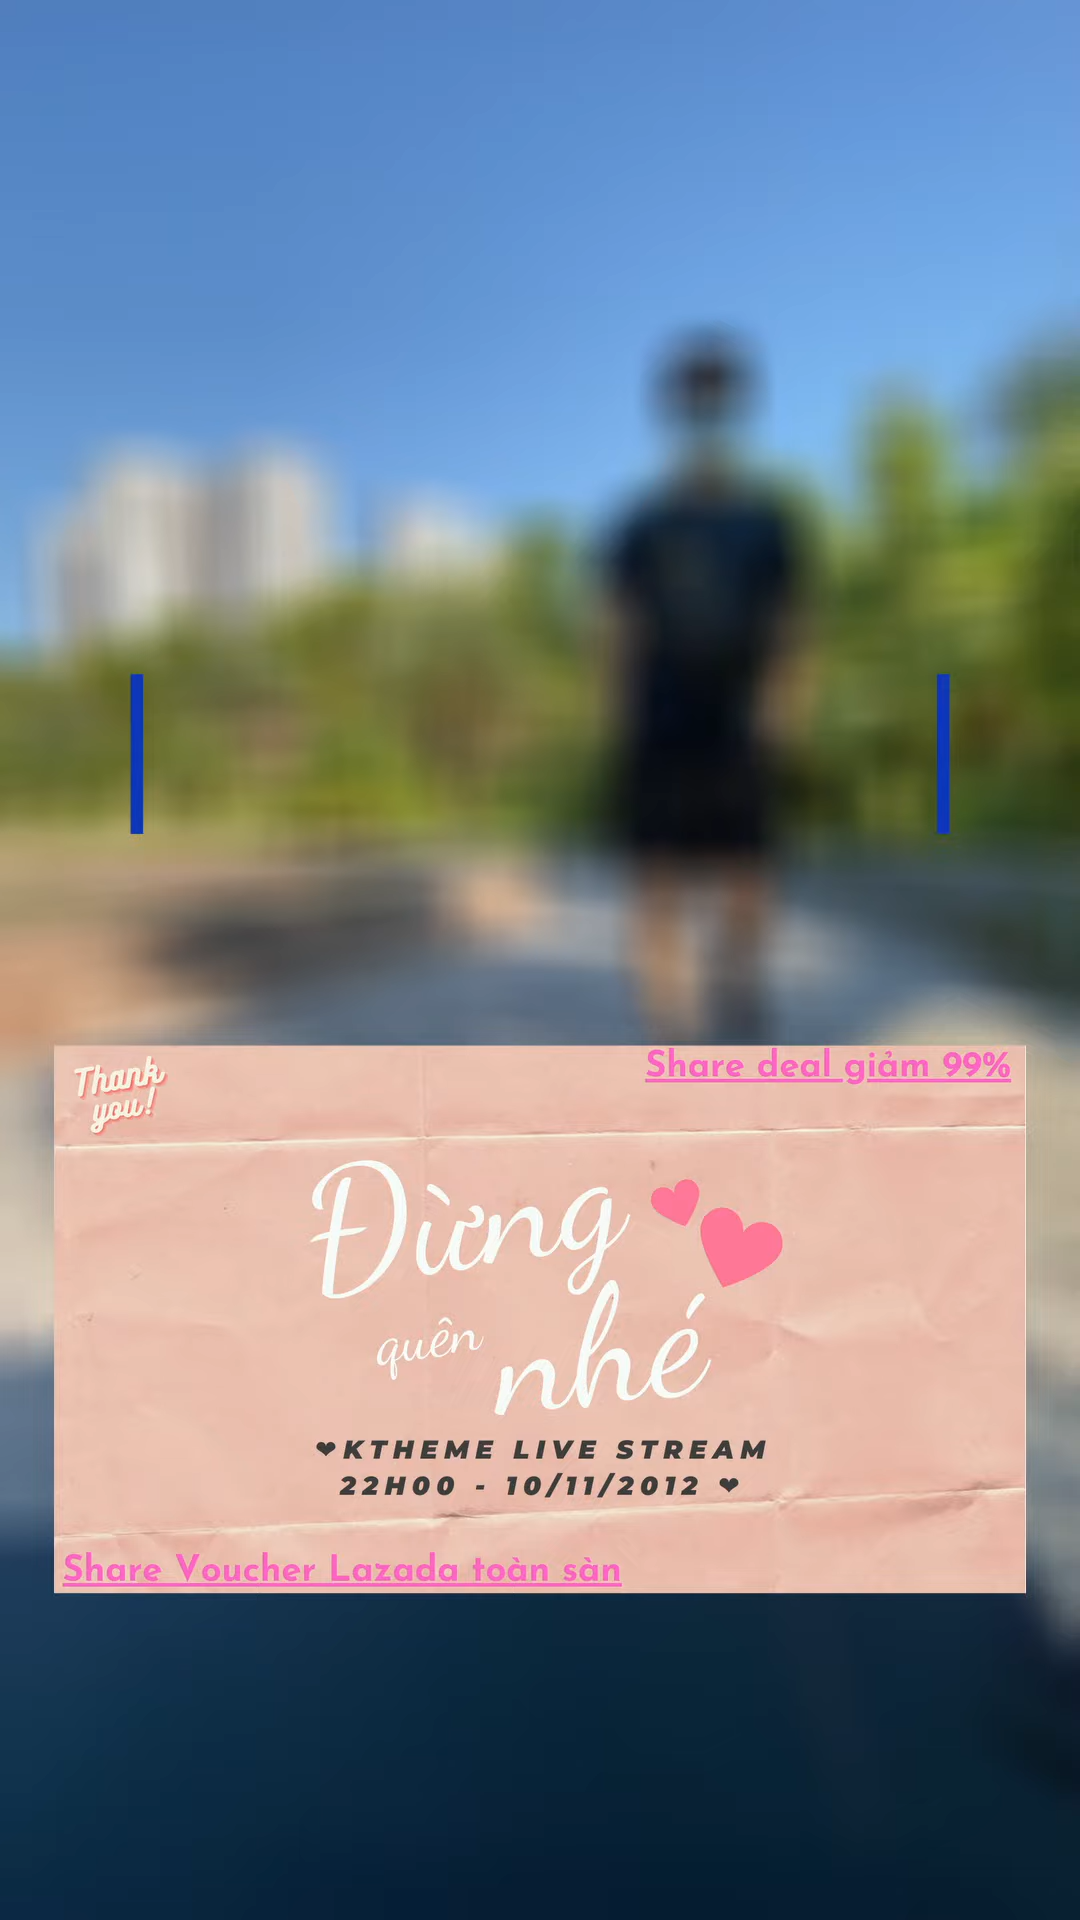 Thank
you!
Share deal giảm 99%
Đừng
quên nhé
❤KTHEME LIVE STREAM
22H00 - 10/11/2012 ❤
Share Voucher Lazada toàn sàn